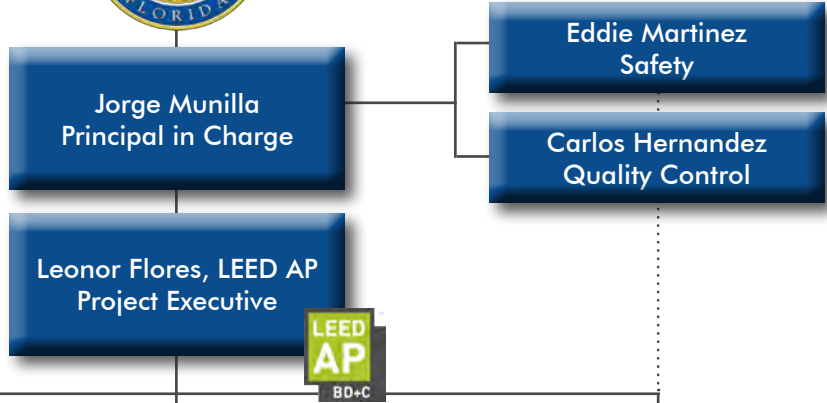 FLORIDA
Jorge Munilla
Principal in Charge
Eddie Martinez
Safety
Carlos Hernandez
Quality Control
Leonor Flores, LEED AP
Project Executive
LEED
AP
BD+C